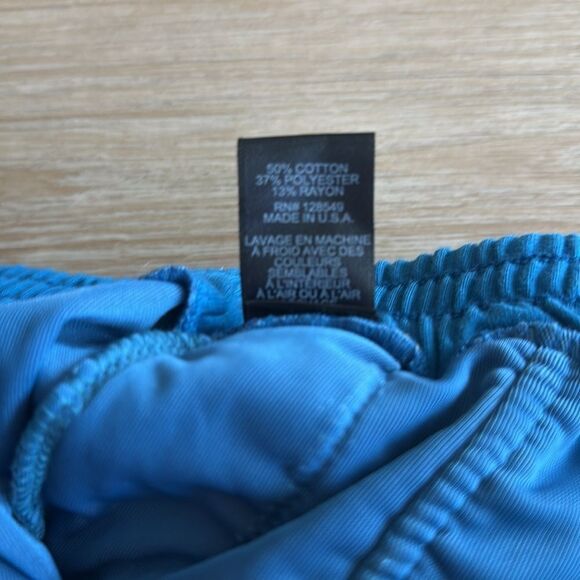 50% COTTON
37% POLYESTER
13% RAYON
RN# 128549
MADE IN U.S.A.
LAVAGE EN MACHINE
À FROID AVEC DES
COULEURS
SEMBLABLES
À L'INTÉRIEUR
À L'AIR OU À L'AIR